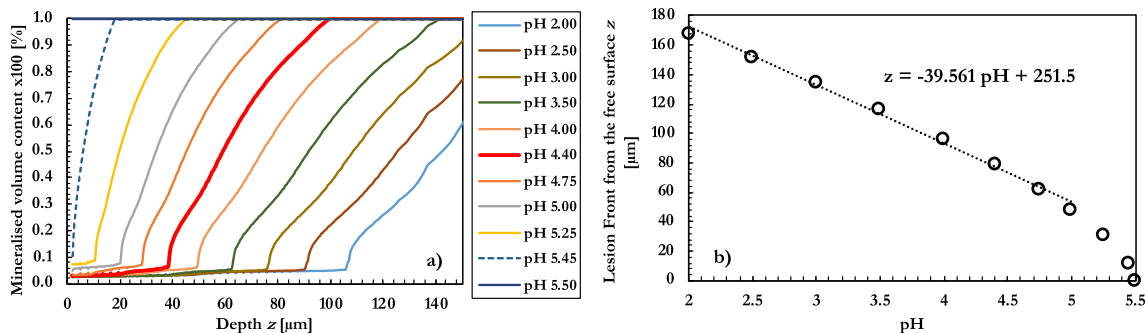 Mineralised volume content x100 [%]
1.0
0.9
0.8
0.7
0.6
0.5
0.4
0.3
0.2
0.1
0.0
0 20 40 60 80 100 120 140
Depth z [μm]
a)
pH 2.00
pH 2.50
pH 3.00
pH 3.50
pH 4.00
pH 4.40
pH 4.75
pH 5.00
pH 5.25
pH 5.45
pH 5.50
Lesion Front from the free surface z
[μm]
180
160
140
120
100
80
60
40
20
0
z = -39.561 pH + 251.5
b)
2 2.5 3 3.5 4 4.5 5 5.5
pH